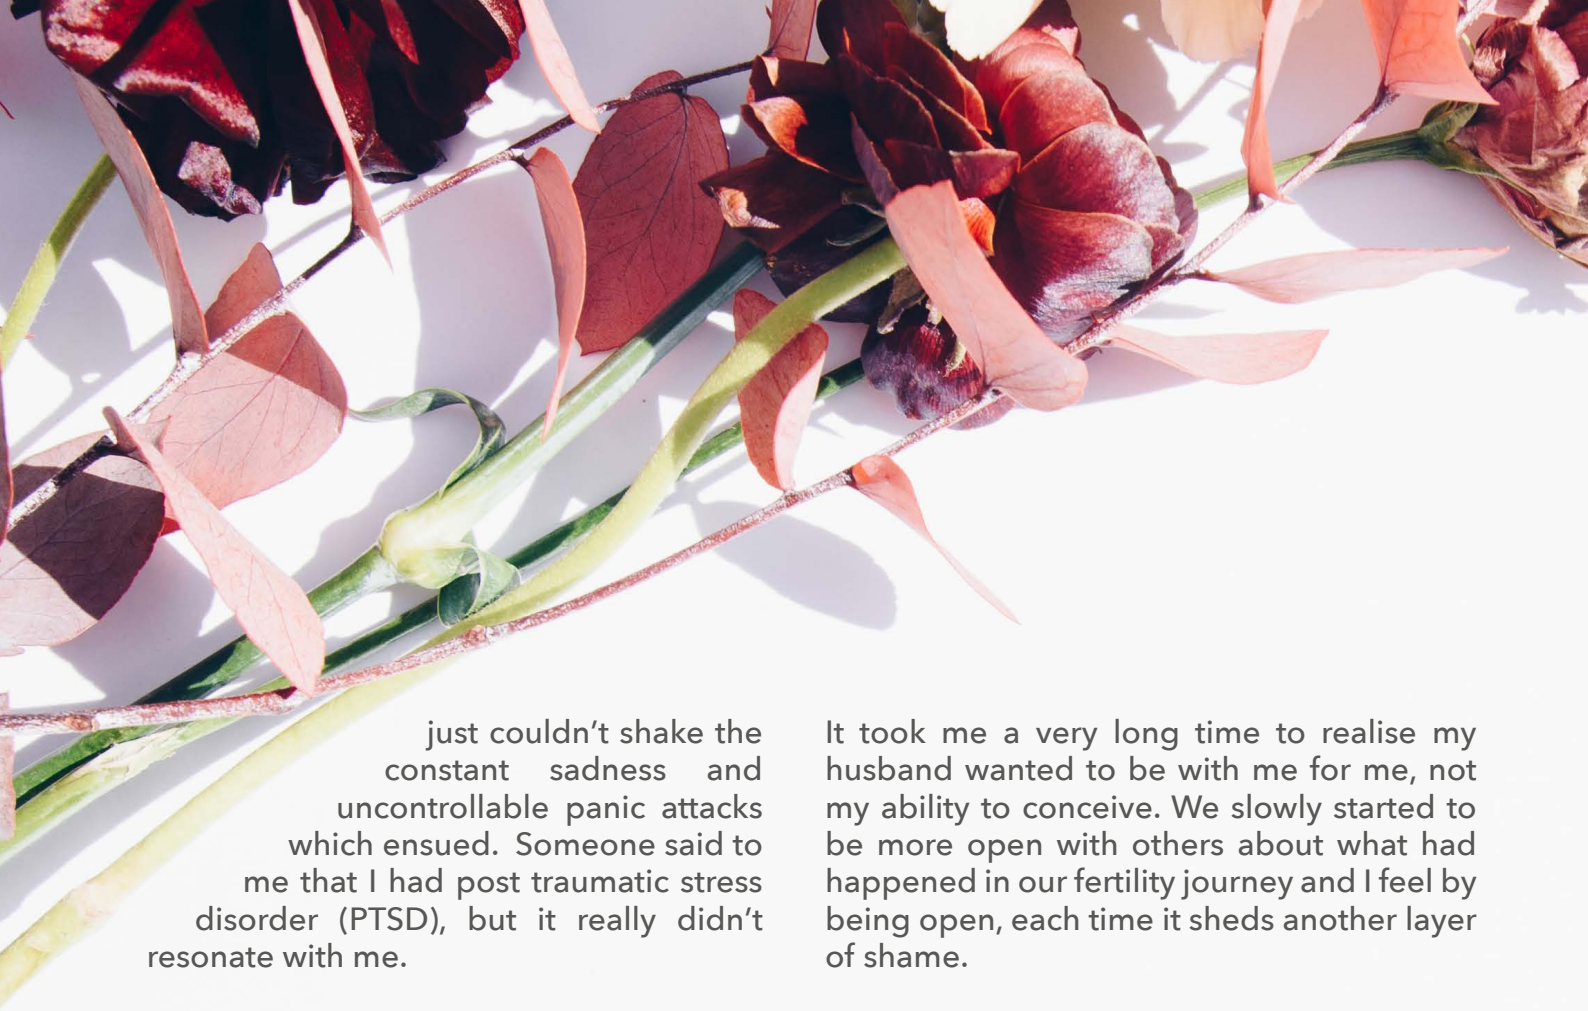 just couldn’t shake the
constant sadness and
uncontrollable panic attacks
which ensued.  Someone said to
me that I had post traumatic stress
disorder (PTSD), but it really didn’t
resonate with me.
It took me a very long time to realise my
husband wanted to be with me for me, not
my ability to conceive. We slowly started to
be more open with others about what had
happened in our fertility journey and I feel by
being open, each time it sheds another layer
of shame.